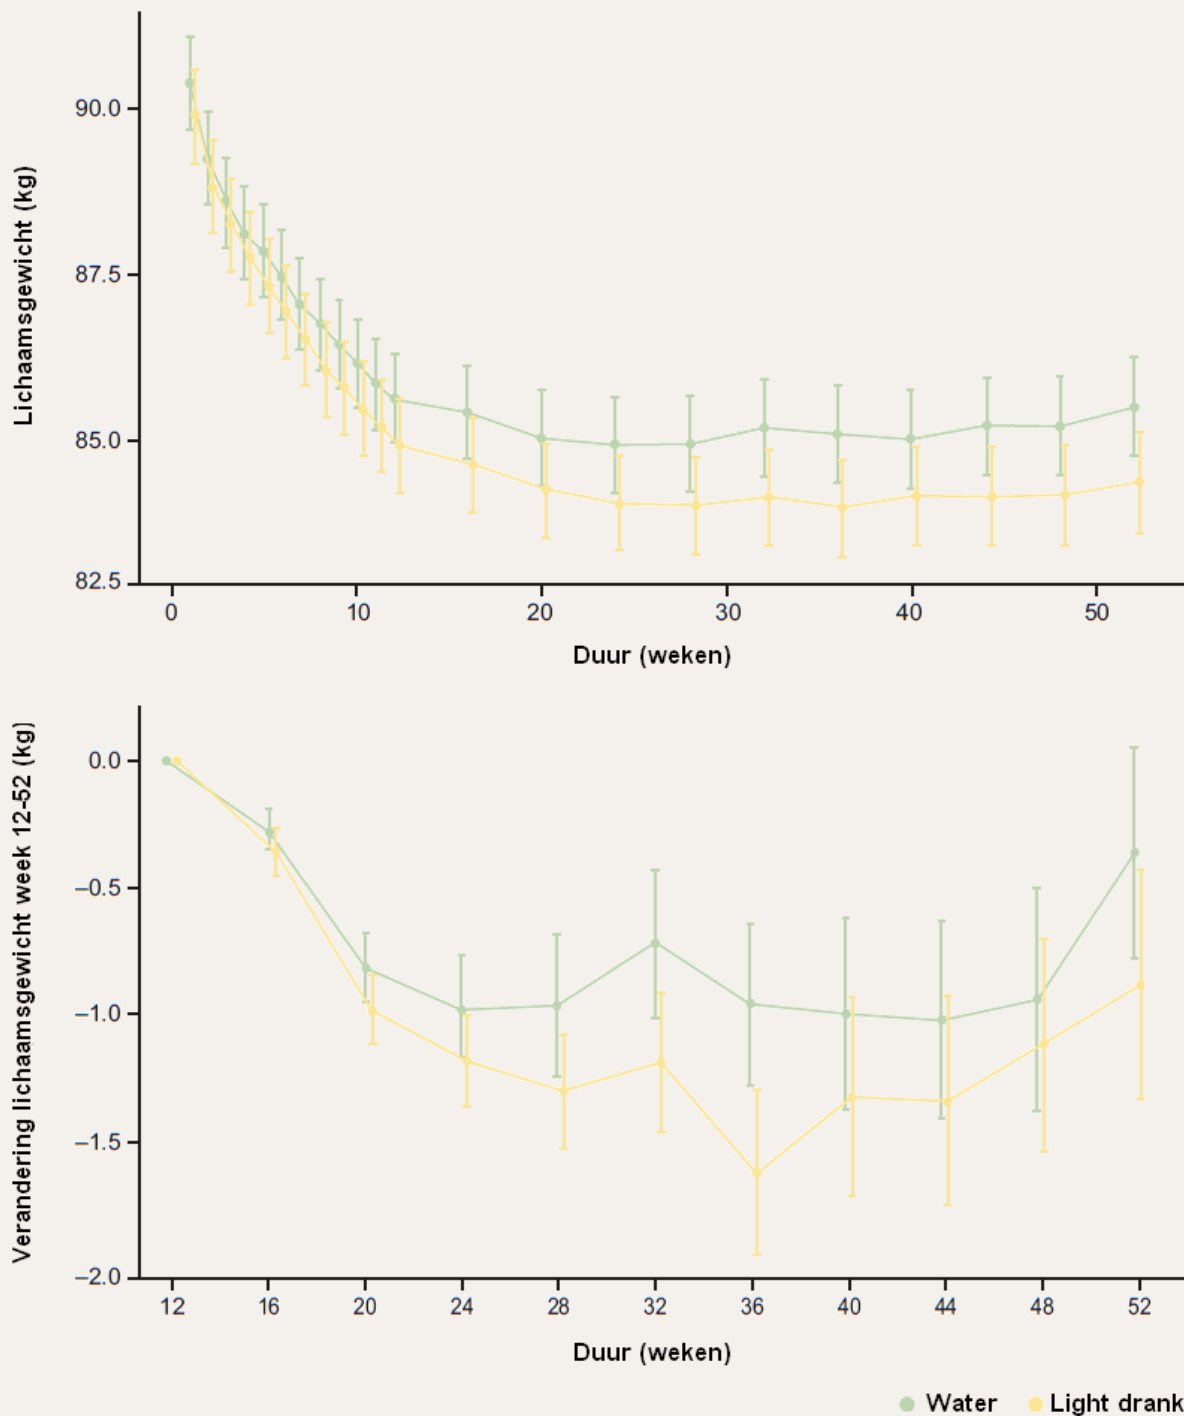 Lichaamsgewicht (kg)
90.0
87.5
85.0
82.5
0 10 20 30 40 50
Duur (weken)
Verandering lichaamsgewicht week 12-52 (kg)
0.0
–0.5
–1.0
–1.5
–2.0
12 16 20 24 28 32 36 40 44 48 52
Duur (weken)
Water Light drank